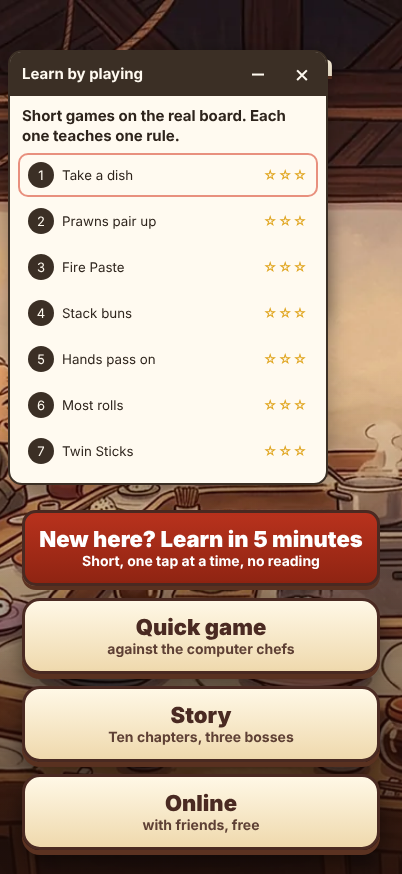 Learn by playing
Short games on the real board. Each
one teaches one rule.
1 Take a dish
2 Prawns pair up
3 Fire Paste
4 Stack buns
5 Hands pass on
6 Most rolls
7 Twin Sticks
New here? Learn in 5 minutes
Short, one tap at a time, no reading
Quick game
against the computer chefs
Story
Ten chapters, three bosses
Online
with friends, free